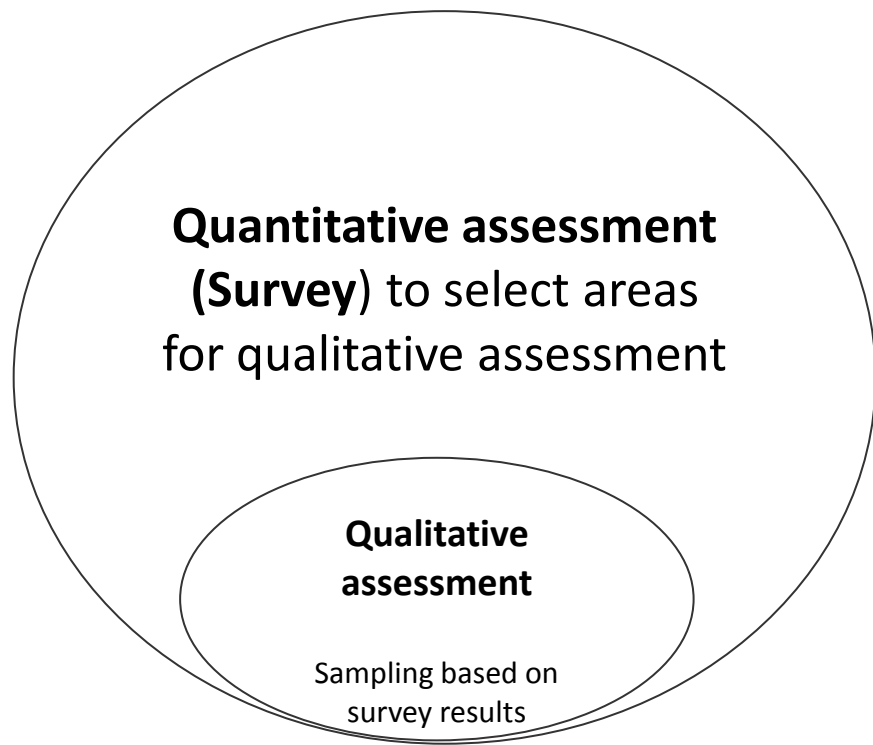 Quantitative assessment
(Survey) to select areas
for qualitative assessment
Qualitative
assessment
Sampling based on
survey results